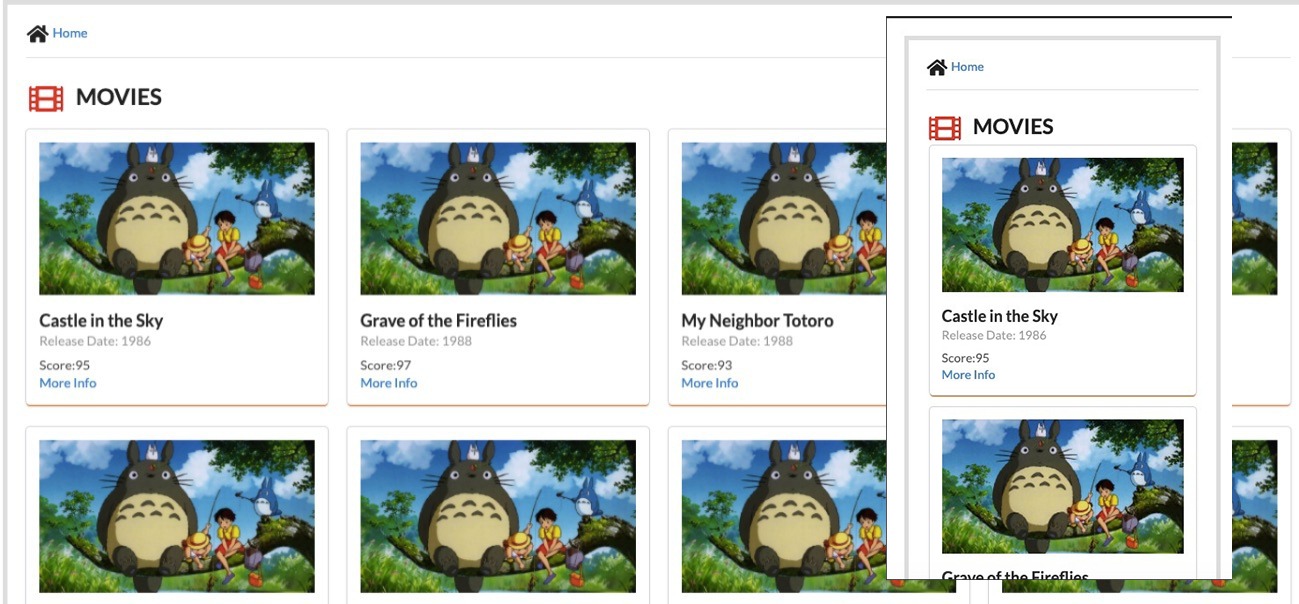 Home
MOVIES
Castle in the Sky
Release Date: 1986
Score:95
More Info
Grave of the Fireflies
Release Date: 1988
Score:97
More Info
My Neighbor Totoro
Release Date: 1988
Score:93
More Info
Home
MOVIES
Castle in the Sky
Release Date: 1986
Score:95
More Info
Grave of the Fireflies